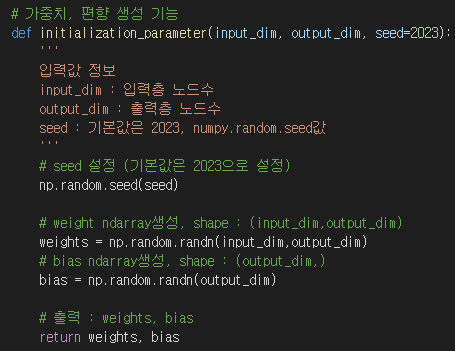 # 가중치, 편향 생성 기능
def initialization_parameter(input_dim, output_dim, seed=2023):
'''
입력값 정보
input_dim : 입력층 노드수
output_dim : 출력층 노드수
seed : 기본값은 2023, numpy.random.seed값
'''
# seed 설정 (기본값은 2023으로 설정)
np.random.seed(seed)
# weight ndarray생성, shape : (input_dim,output_dim)
weights = np.random.randn(input_dim,output_dim)
# bias ndarray생성, shape : (output_dim,)
bias = np.random.randn(output_dim)
# 출력 : weights, bias
return weights, bias